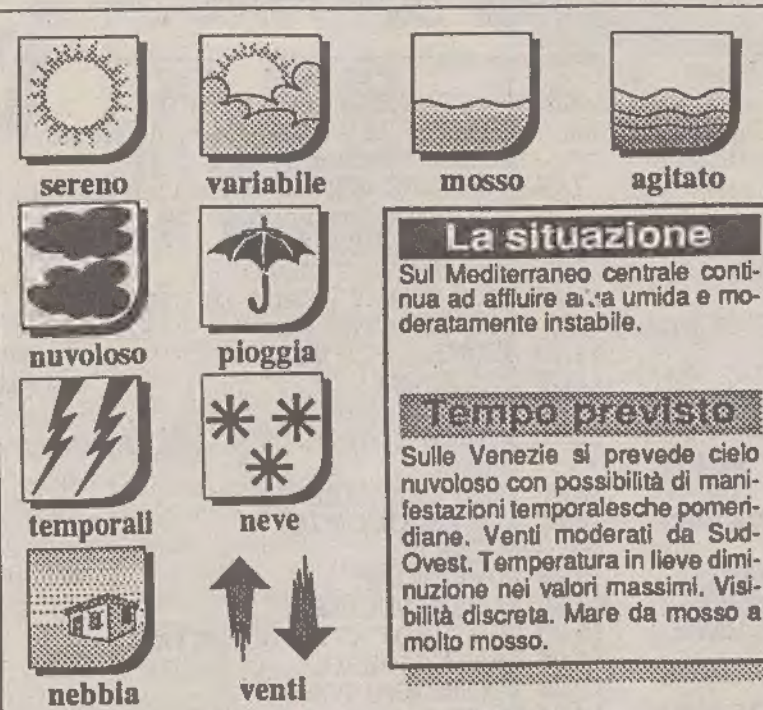 sereno
variabile
mosso
agitato
nuvoloso
pioggia
temporali
neve
nebbia
venti
La situazione
Sul Mediterraneo centrale conti-
nua ad affluire umida e mo-
deratamente instabile.
Tempo previsto
Sulle Venezie si prevede cielo
nuvoloso con possibilità di mani-
festazioni temporalesche pomeri-
diane. Venti moderati da Sud-
Ovest. Temperatura in lieve dimi-
nuzione nei valori massimi. Visi-
bilità discreta. Mare da mosso a
molto mosso.